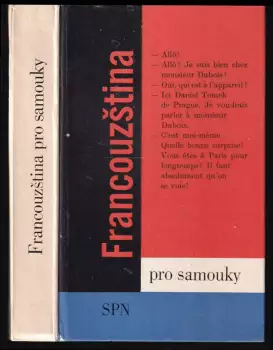 Francouzština pro samouky
Francouzština
— Allô!
— Allô! Je suis bien chez
monsieur Dubois?
— Oui, qui est à l'appareil?
— Ici Daniel Tomek
de Prague. Je voudrais
parler à monsieur
Dubois.
— C'est moi-même.
Quelle bonne surprise!
Vous êtes à Paris pour
longtemps? Il faut
absolument qu'on
se voie!
pro samouky
SPN